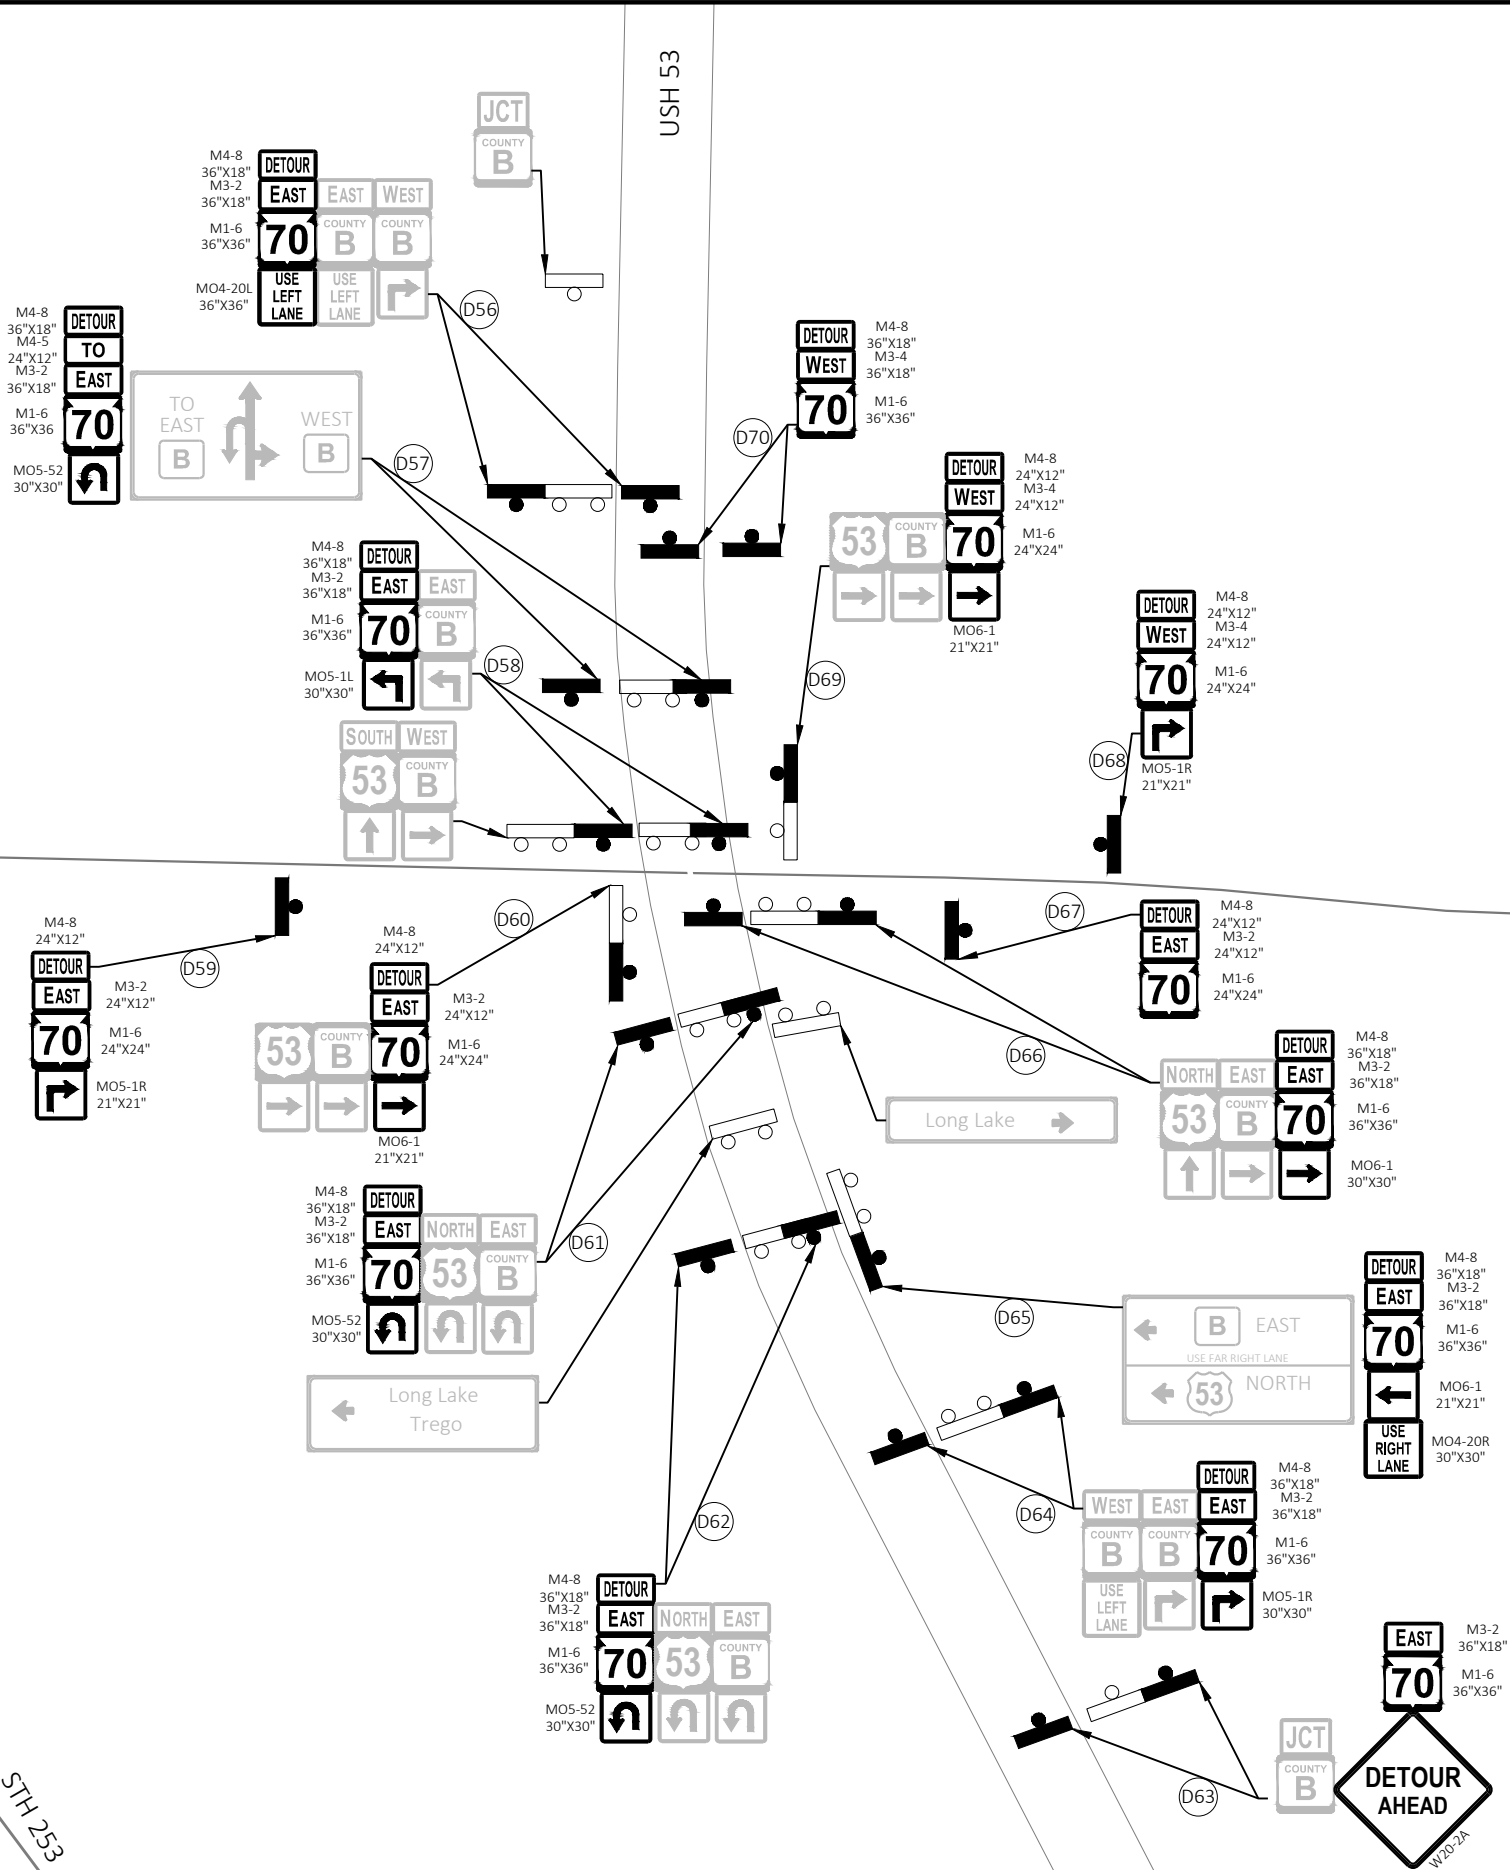 USH 53
JCT
COUNTY
B
M4-8
36"X18"
M3-2
36"X18"
M1-6
36"X36"
MO4-20L
36"X36"
DETOUR
EAST EAST WEST
70 COUNTY B COUNTY B
USE LEFT LANE
USE LEFT LANE
D56
M4-8
36"X18"
M4-5
24"X12"
M3-2
36"X18"
M1-6
36"X36
MO5-52
30"X30"
DETOUR
TO
EAST
70
TO
EAST
B
WEST
B
D57
DETOUR
WEST
70
M4-8
36"X18"
M3-4
36"X18"
M1-6
36"X36"
D70
DETOUR
WEST
53 COUNTY B 70
M4-8
24"X12"
M3-4
24"X12"
M1-6
24"X24"
MO6-1
21"X21"
D69
M4-8
36"X18"
M3-2
36"X18"
M1-6
36"X36"
MO5-1L
30"X30"
DETOUR
EAST EAST
70 COUNTY B
D58
SOUTH WEST
53 COUNTY B
DETOUR
WEST
70
M4-8
24"X12"
M3-4
24"X12"
M1-6
24"X24"
MO5-1R
21"X21"
D68
M4-8
24"X12"
DETOUR
EAST
70
M3-2
24"X12"
M1-6
24"X24"
MO5-1R
21"X21"
D59
M4-8
24"X12"
DETOUR
EAST
53 COUNTY B 70
M3-2
24"X12"
M1-6
24"X24"
MO6-1
21"X21"
D60
D67
DETOUR
EAST
70
M4-8
24"X12"
M3-2
24"X12"
M1-6
24"X24"
D66
DETOUR
NORTH EAST EAST
53 COUNTY B 70
M4-8
36"X18"
M3-2
36"X18"
M1-6
36"X36"
MO6-1
30"X30"
Long Lake
M4-8
36"X18"
M3-2
36"X18"
M1-6
36"X36"
MO5-52
30"X30"
DETOUR
EAST NORTH EAST
70 53 COUNTY B
D61
Long Lake
Trego
D65
B EAST
USE FAR RIGHT LANE
53 NORTH
DETOUR
EAST
70
USE
RIGHT
LANE
M4-8
36"X18"
M3-2
36"X18"
M1-6
36"X36"
MO6-1
21"X21"
MO4-20R
30"X30"
D64
DETOUR
WEST EAST EAST
COUNTY B COUNTY B 70
USE
LEFT
LANE
M4-8
36"X18"
M3-2
36"X18"
M1-6
36"X36"
MO5-1R
30"X30"
D62
M4-8
36"X18"
M3-2
36"X18"
M1-6
36"X36"
MO5-52
30"X30"
DETOUR
EAST NORTH EAST
70 53 COUNTY B
D63
JCT
COUNTY
B
EAST
70
M3-2
36"X18"
M1-6
36"X36"
DETOUR
AHEAD
W20-2A
STH 253